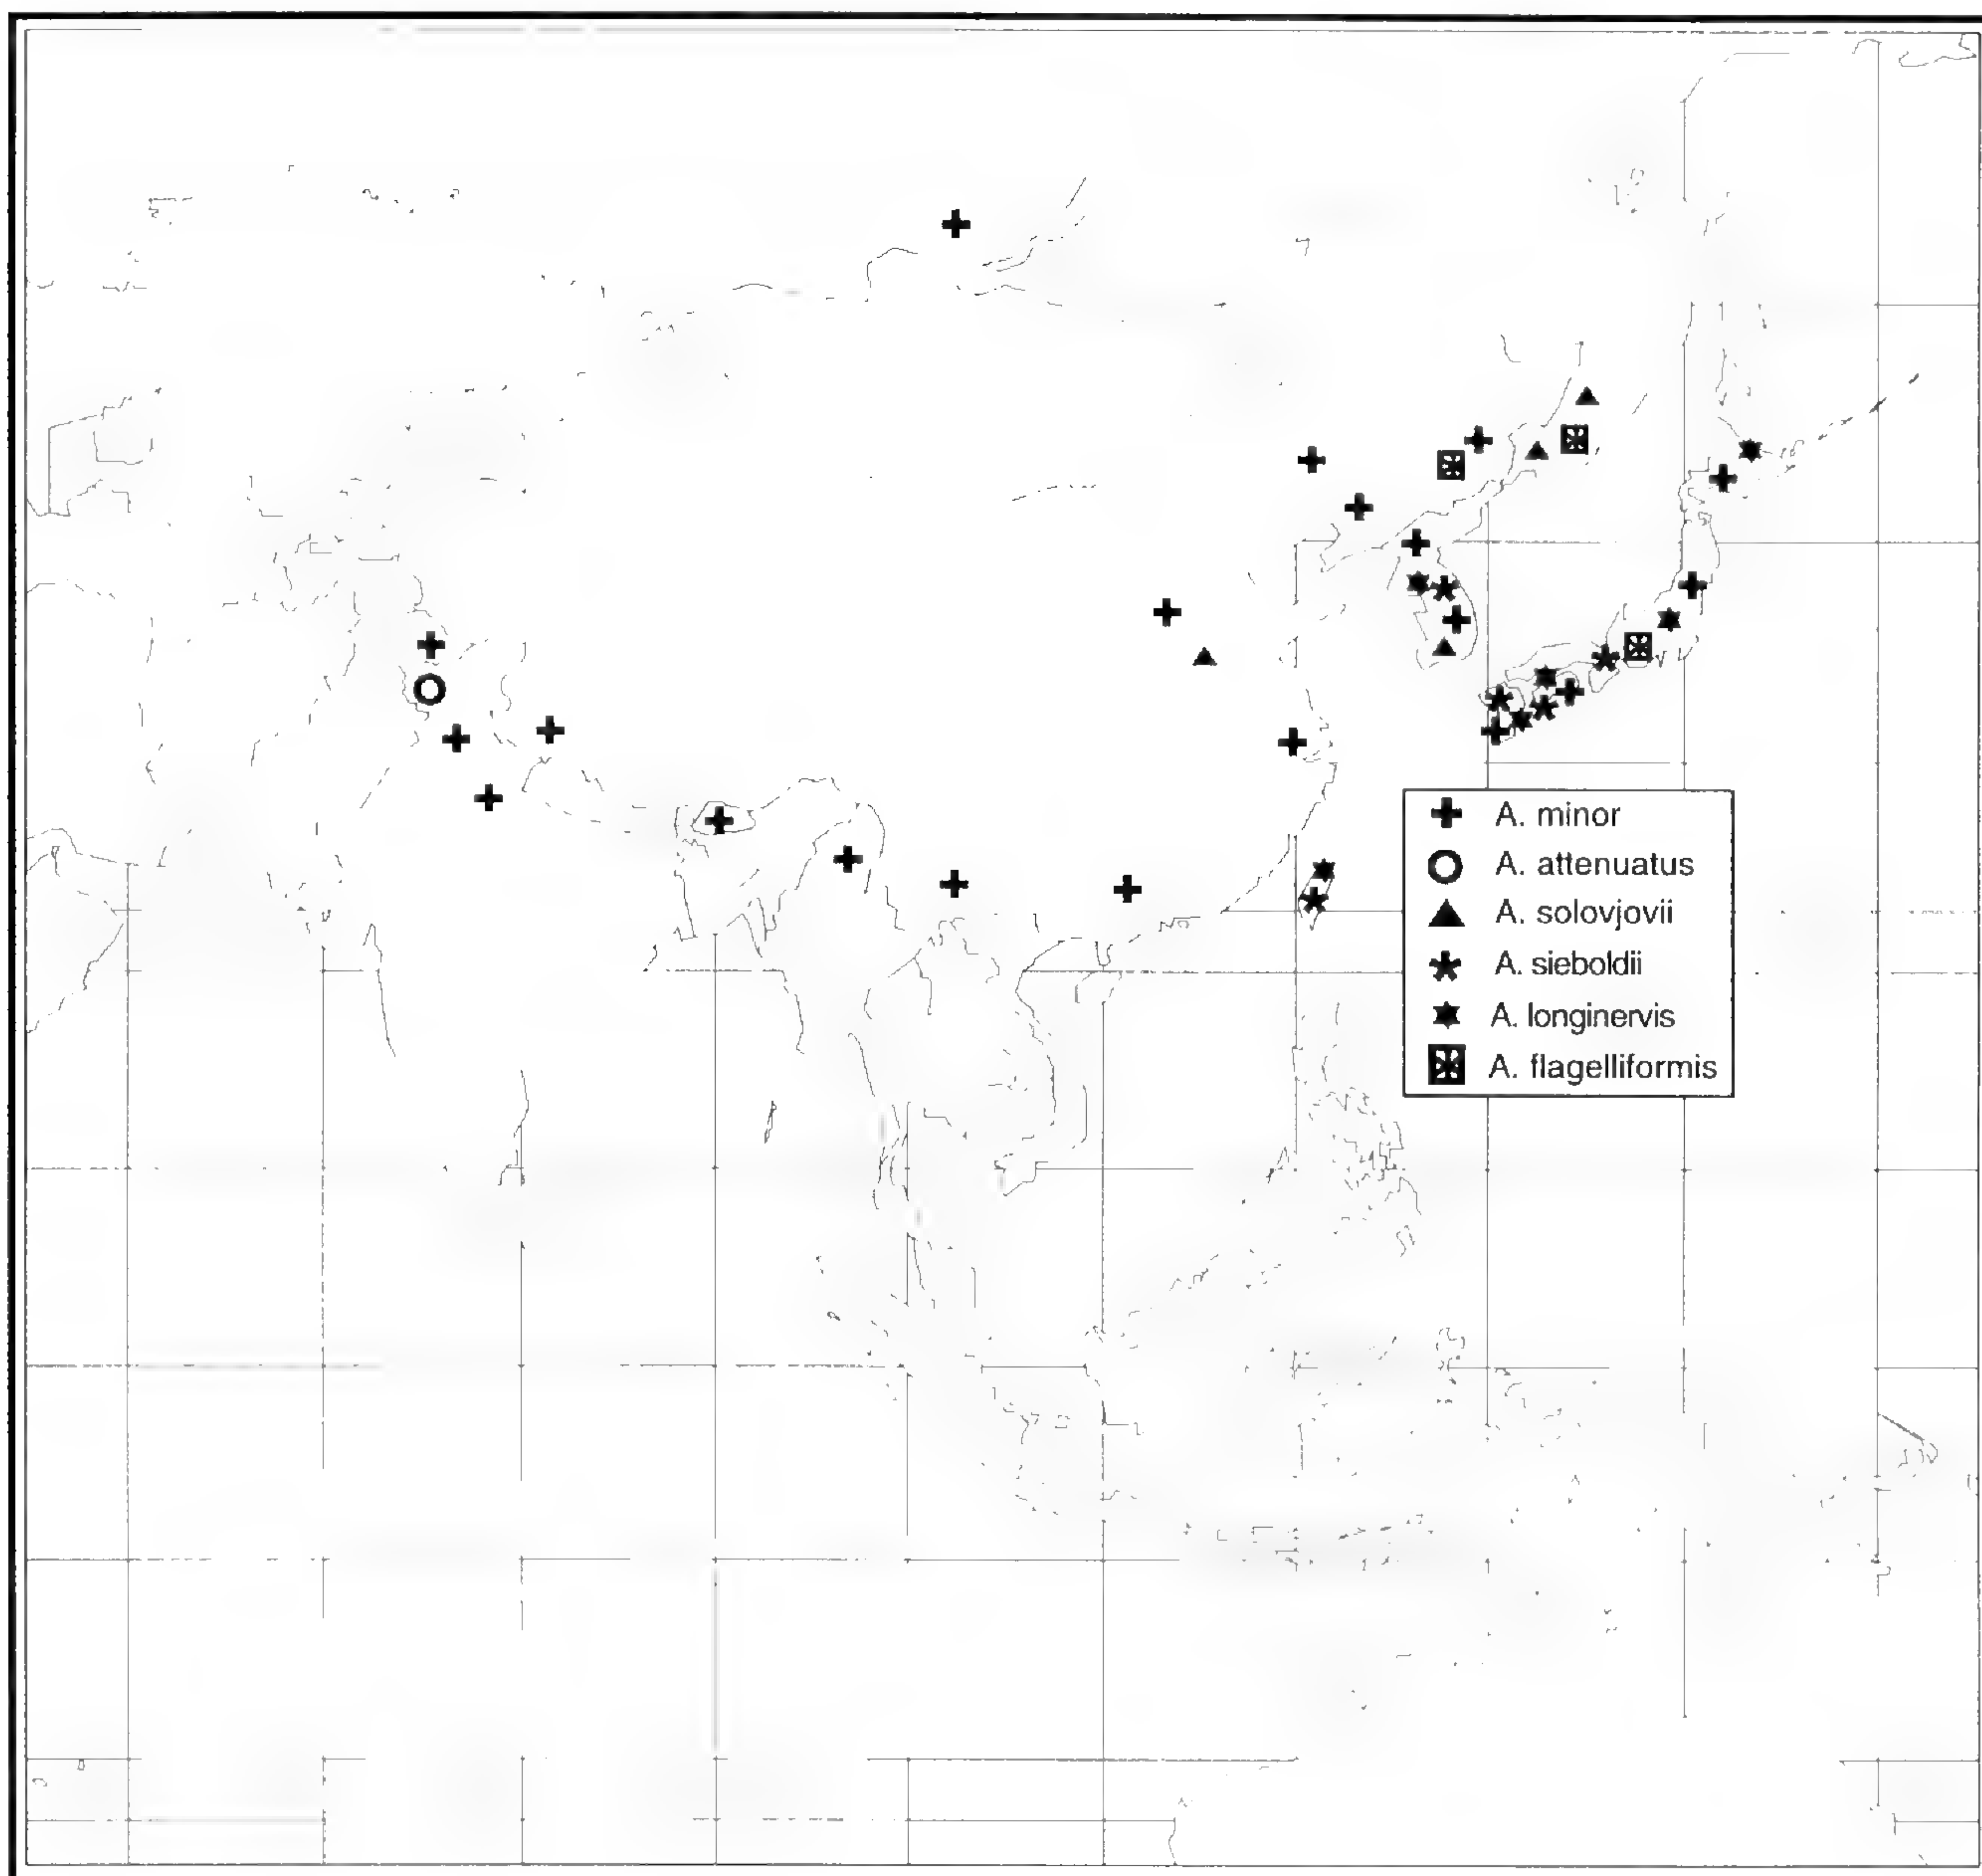 A. minor
A. attenuatus
A. solovjovii
A. sieboldii
A. longinervis
A. flagelliformis